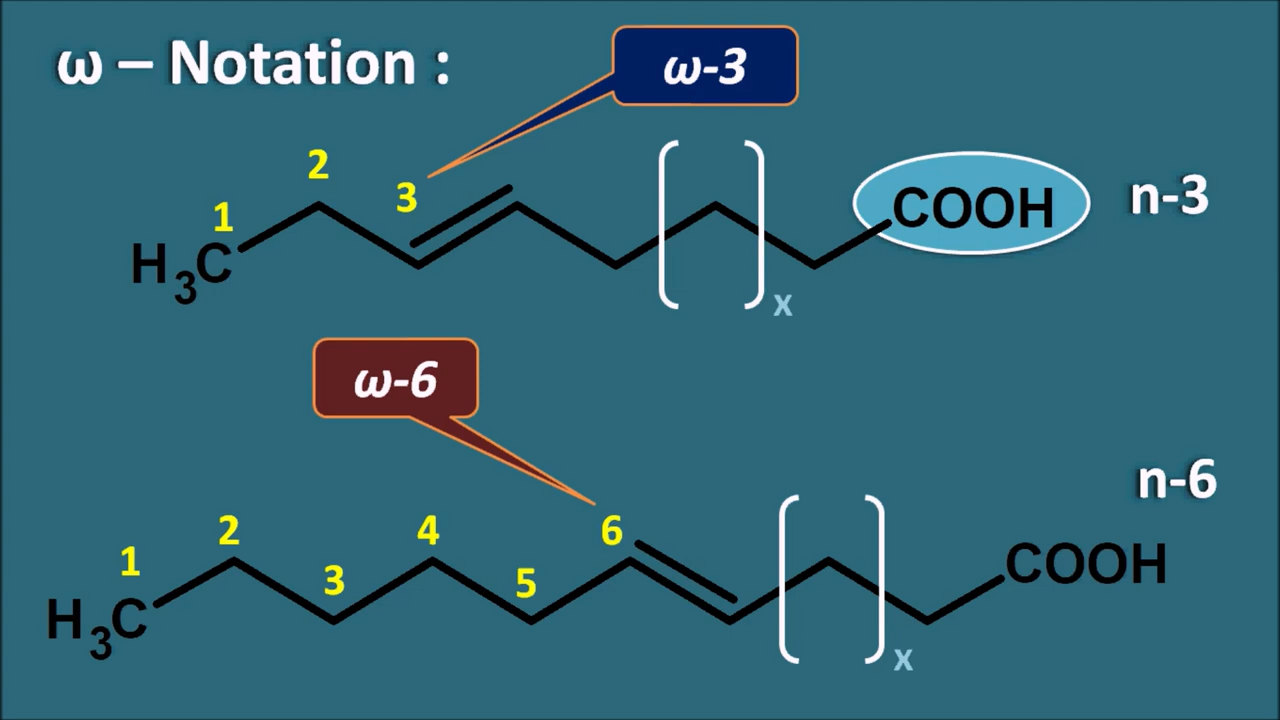 ω – Notation :
ω-3
1 2 3
H3C COOH n-3
x
ω-6
n-6
1 2 3 4 5 6
H3C COOH
x